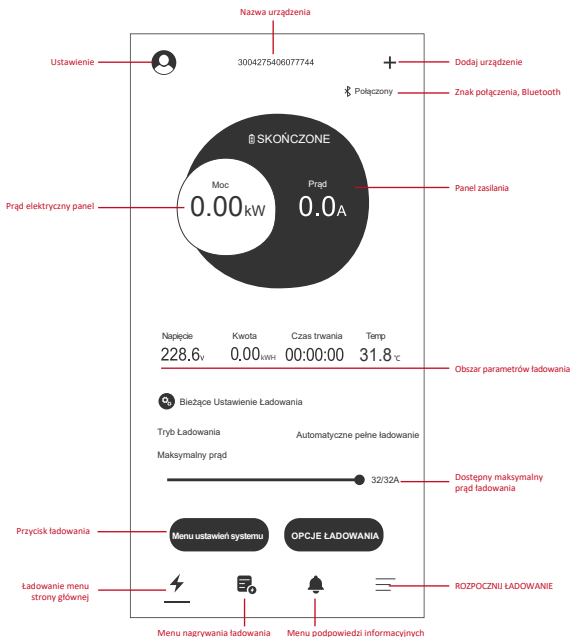 Nazwa urządzenia
Ustawienie
3004275406077744
Dodaj urządzenie
Połączony
Znak połączenia, Bluetooth
SKOŃCZONE
Moc
Prąd
0.00kW
0.0A
Panel zasilania
Prąd elektryczny panel
Napięcie
Kwota
Czas trwania
Temp
228.6v
0.00kWH
00:00:00
31.8 ℃
Obszar parametrów ładowania
Bieżące Ustawienie Ładowania
Tryb Ładowania
Automatyczne pełne ładowanie
Maksymalny prąd
32/32A
Dostępny maksymalny
prąd ładowania
Przycisk ładowania
Menu ustawień systemu
OPCJE ŁADOWANIA
Ładowanie menu
strony głównej
ROZPOCZNIJ ŁADOWANIE
Menu nagrywania ładowania
Menu podpowiedzi informacyjnych